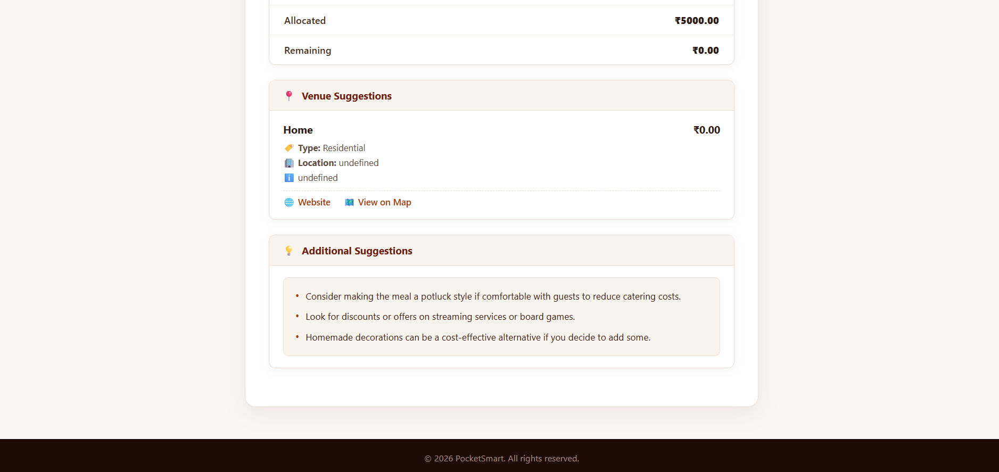 Allocated ₹5000.00
Remaining ₹0.00
Venue Suggestions
Home ₹0.00
Type: Residential
Location: undefined
undefined
Website View on Map
Additional Suggestions
• Consider making the meal a potluck style if comfortable with guests to reduce catering costs.
• Look for discounts or offers on streaming services or board games.
• Homemade decorations can be a cost-effective alternative if you decide to add some.
© 2026 PocketSmart. All rights reserved.